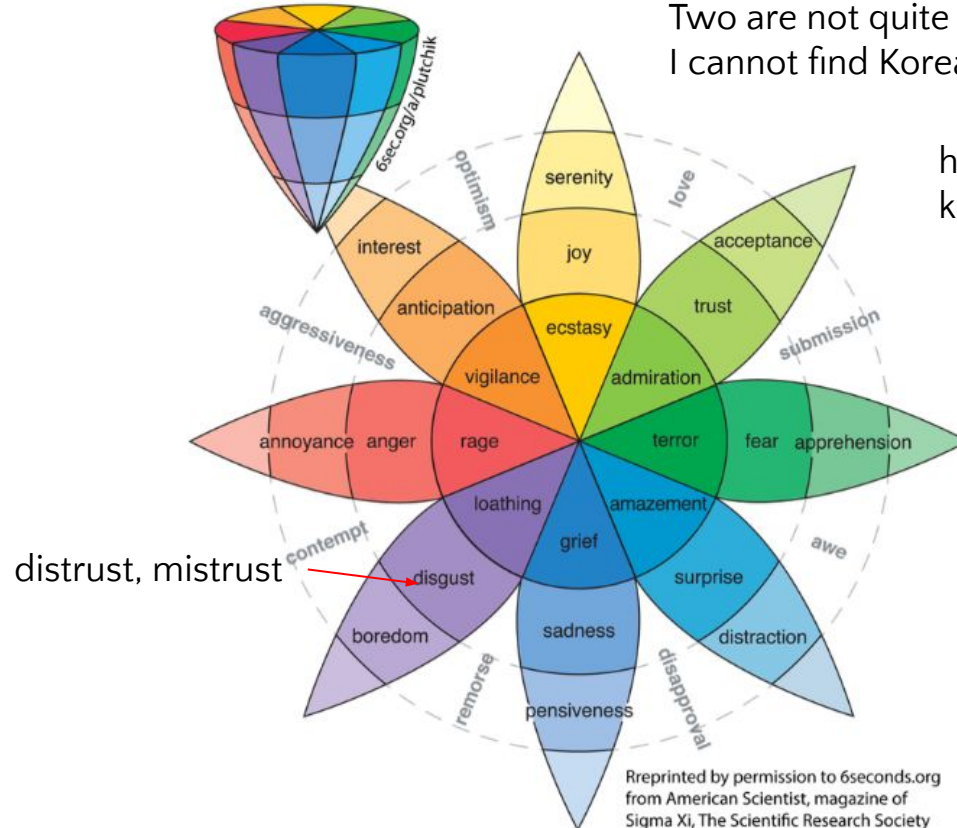 Two are not quite
I cannot find Korea
h
k
6sec.org/a/plutchik
optimism
serenity
love
interest
joy
acceptance
anticipation
trust
aggressiveness
ecstasy
submission
vigilance
admiration
annoyance anger rage terror fear apprehension
loathing
amazement
contempt
grief
awe
distrust, mistrust
disgust
surprise
boredom
sadness
distraction
remorse
disapproval
pensiveness
Rreprinted by permission to 6seconds.org
from American Scientist, magazine of
Sigma Xi, The Scientific Research Society